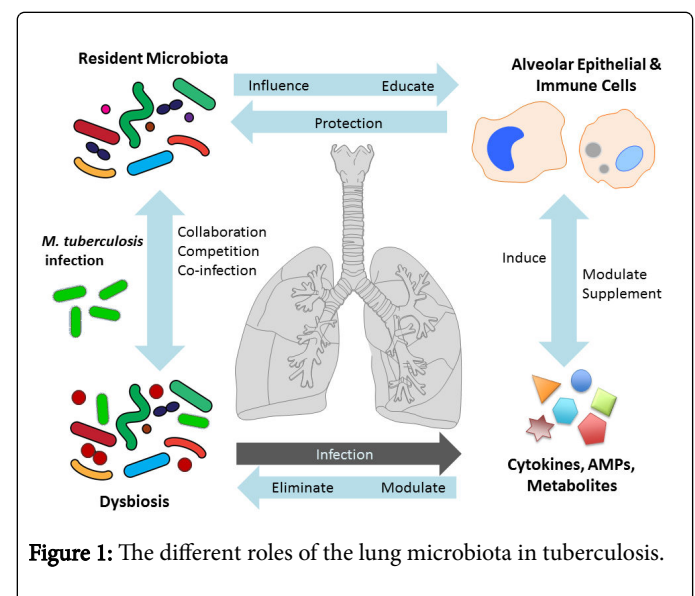 Resident Microbiota
Influence Educate
Protection
Alveolar Epithelial &
Immune Cells
M. tuberculosis
infection
Collaboration
Competition
Co-infection
Induce
Modulate
Supplement
Infection
Eliminate Modulate
Dysbiosis
Cytokines, AMPs,
Metabolites
Figure 1: The different roles of the lung microbiota in tuberculosis.